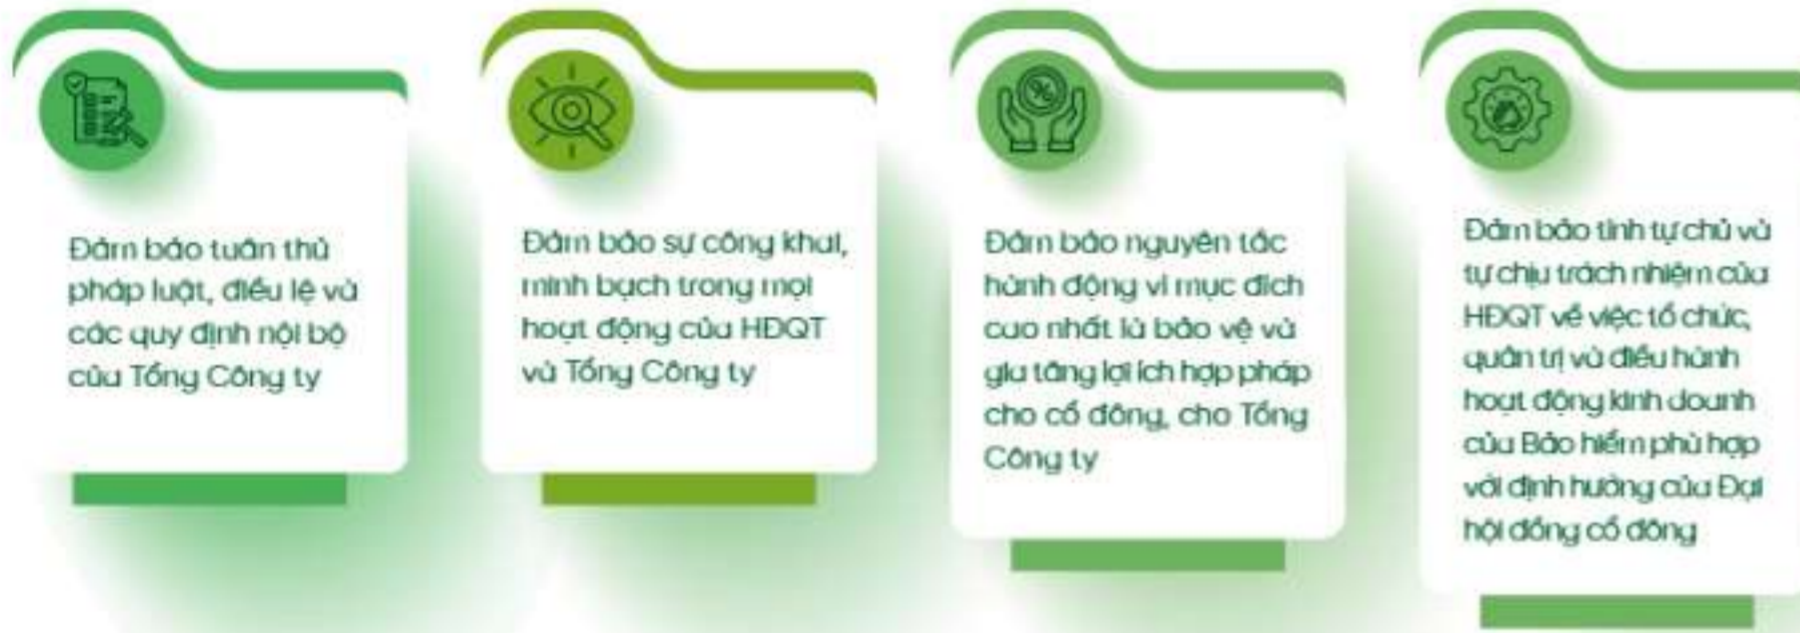 Đảm bảo tuân thủ
pháp luật, điều lệ và
các quy định nội bộ
của Tổng Công ty
Đảm bảo sự công khai,
minh bạch trong mọi
hoạt động của HĐQT
và Tổng Công ty
Đảm bảo nguyên tắc
hành động vì mục đích
cao nhất là bảo vệ và
gia tăng lợi ích hợp pháp
cho cổ đông, cho Tổng
Công ty
Đảm bảo tính tự chủ và
tự chịu trách nhiệm của
HĐQT về việc tổ chức,
quản trị và điều hành
hoạt động kinh doanh
của Bảo hiểm phù hợp
với định hướng của Đại
hội đồng cổ đông